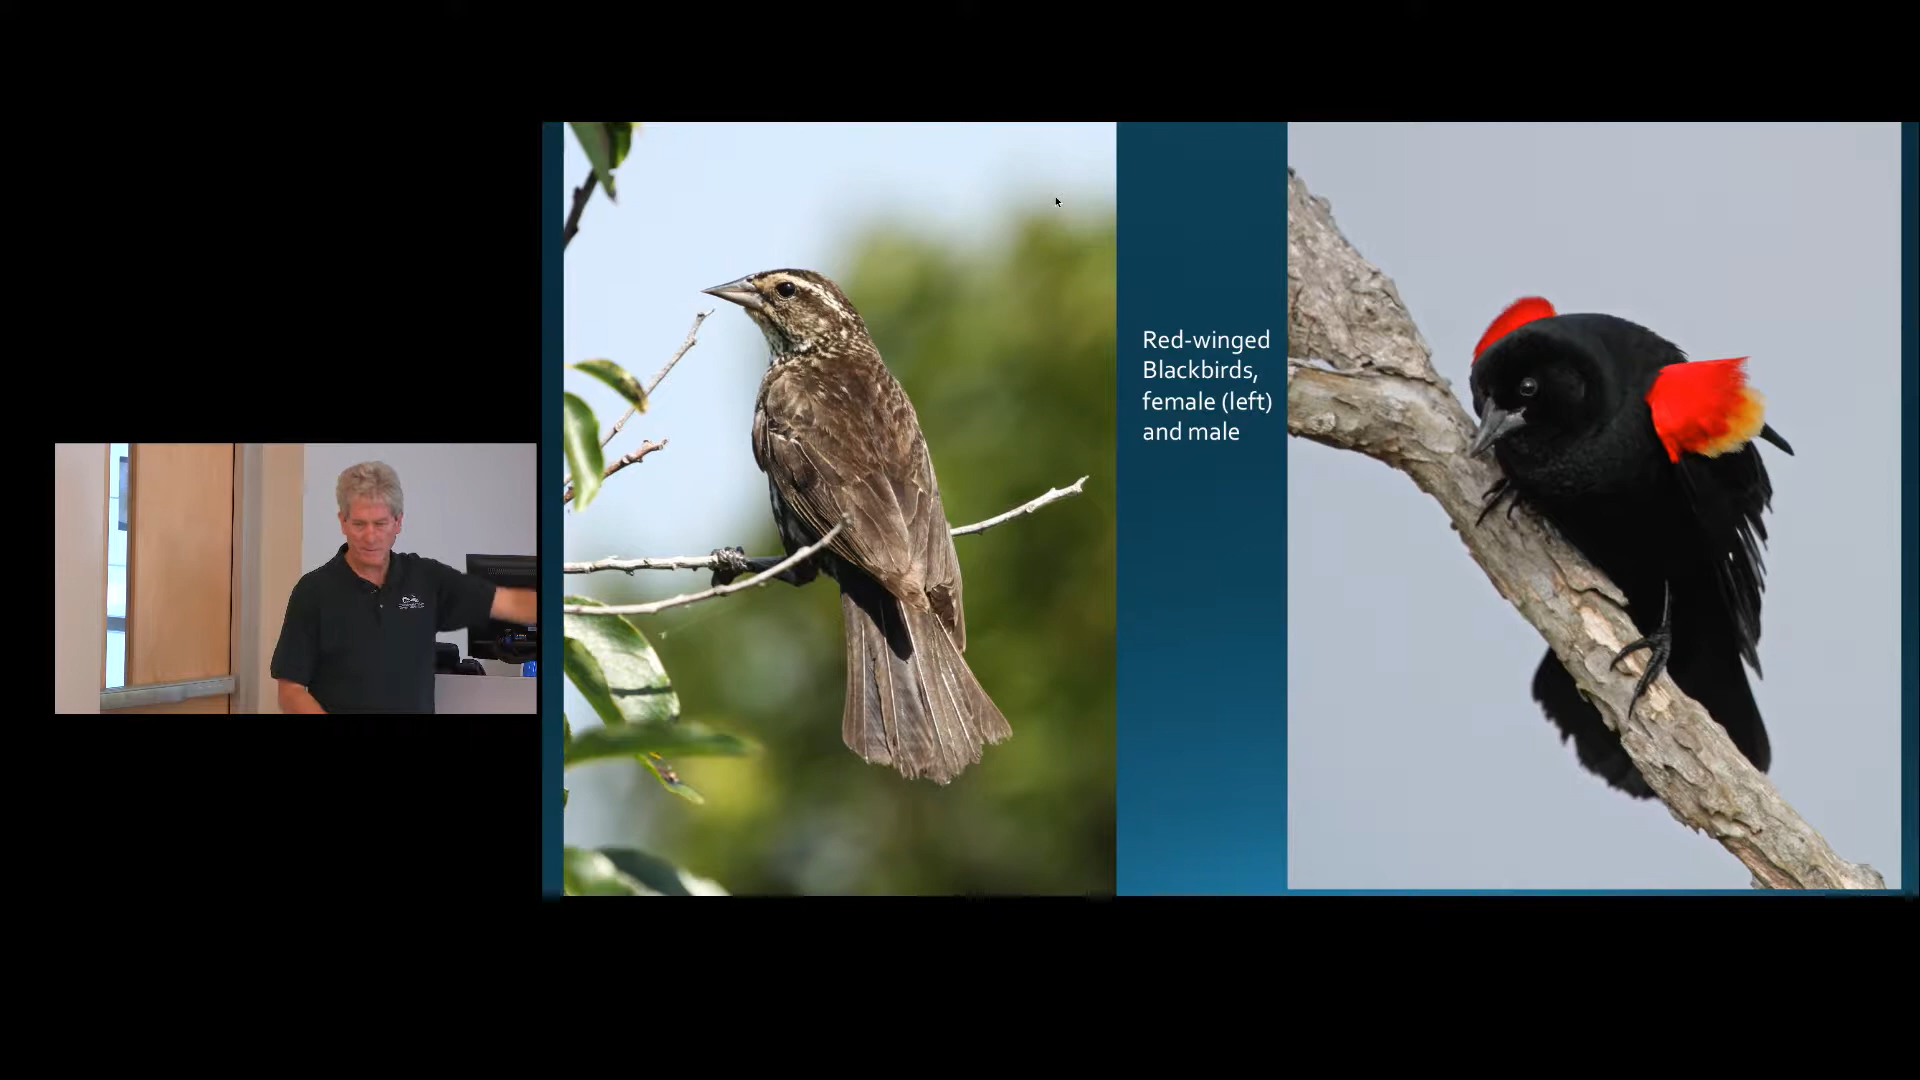 Red-winged
Blackbirds,
female (left)
and male